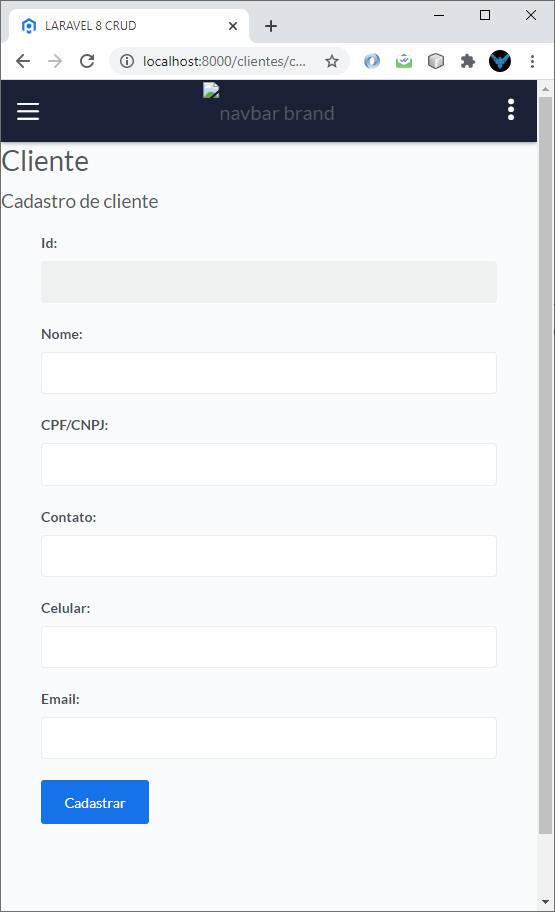 LARAVEL 8 CRUD
localhost:8000/clientes/c...
navbar brand
Cliente
Cadastro de cliente
Id:
Nome:
CPF/CNPJ:
Contato:
Celular:
Email:
Cadastrar